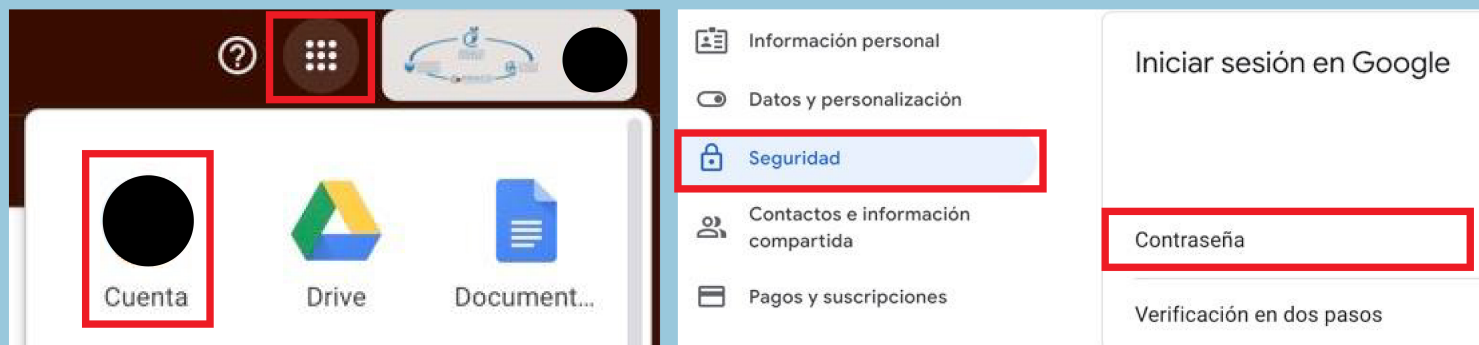 Cuenta
Drive
Document...
Información personal
Datos y personalización
Seguridad
Contactos e información
compartida
Pagos y suscripciones
Iniciar sesión en Google
Contraseña
Verificación en dos pasos